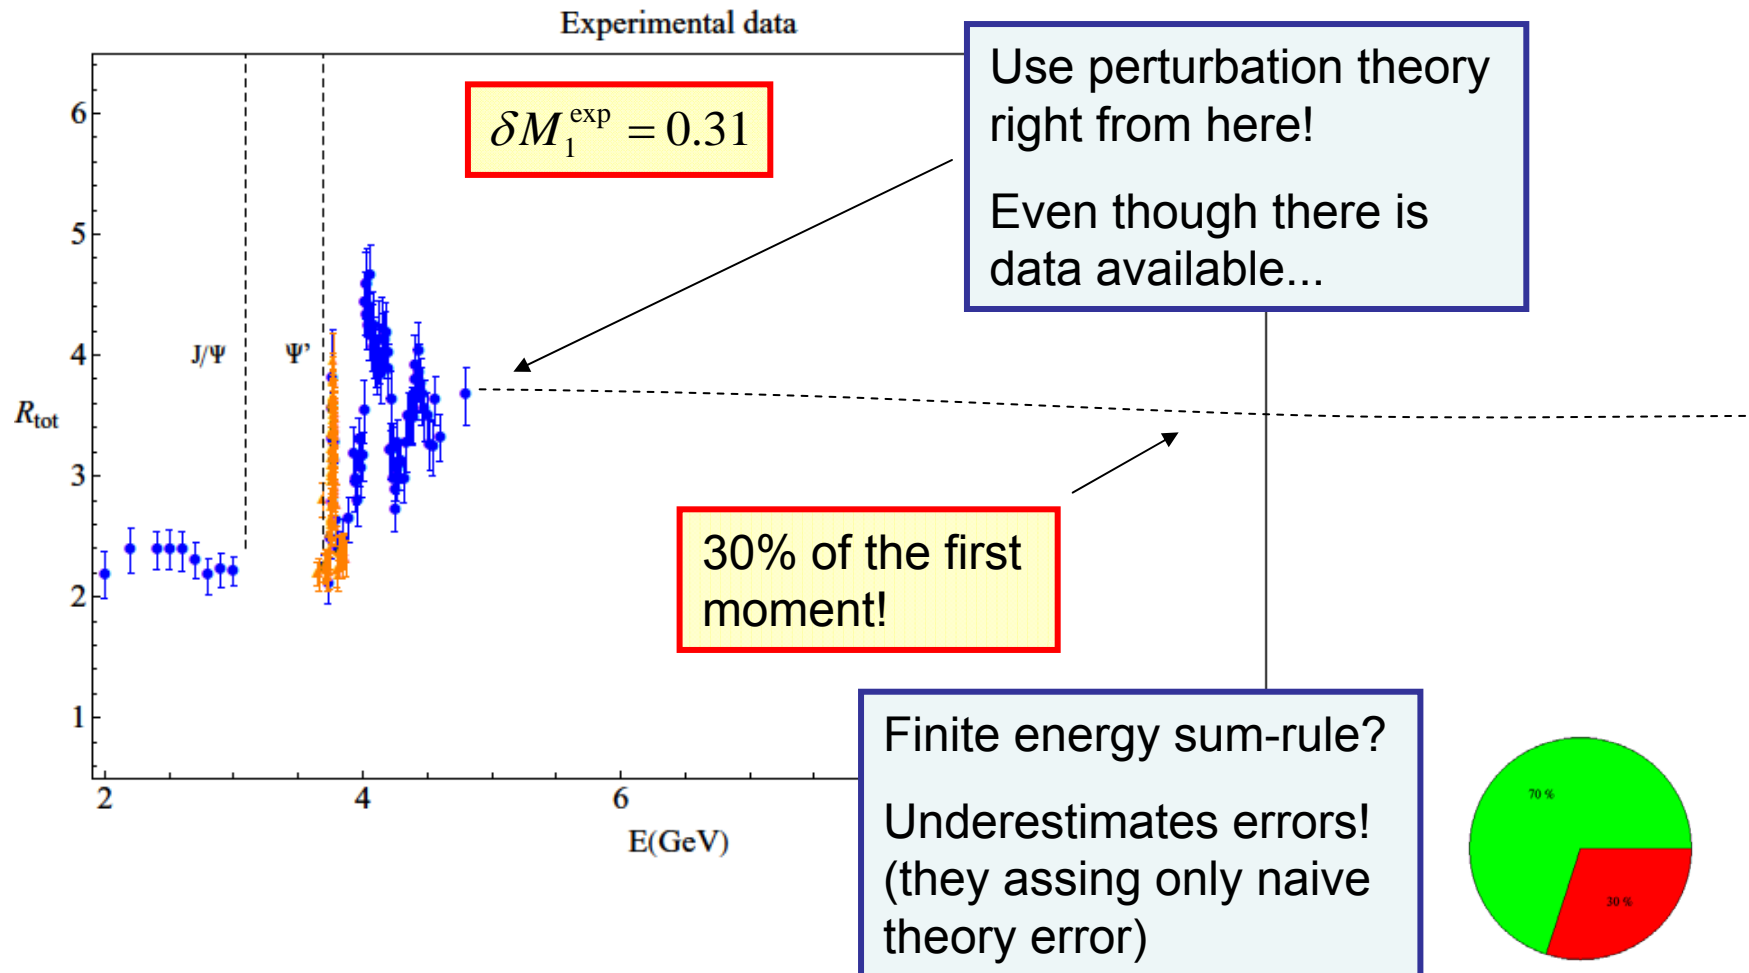 Experimental data
δM₁^exp = 0.31
Use perturbation theory
right from here!
Even though there is
data available...
6
5
4
3
2
1
R_tot
J/Ψ
Ψ’
30% of the first
moment!
2
4
6
E(GeV)
Finite energy sum-rule?
Underestimates errors!
(they assing only naive
theory error)
70 %
30 %